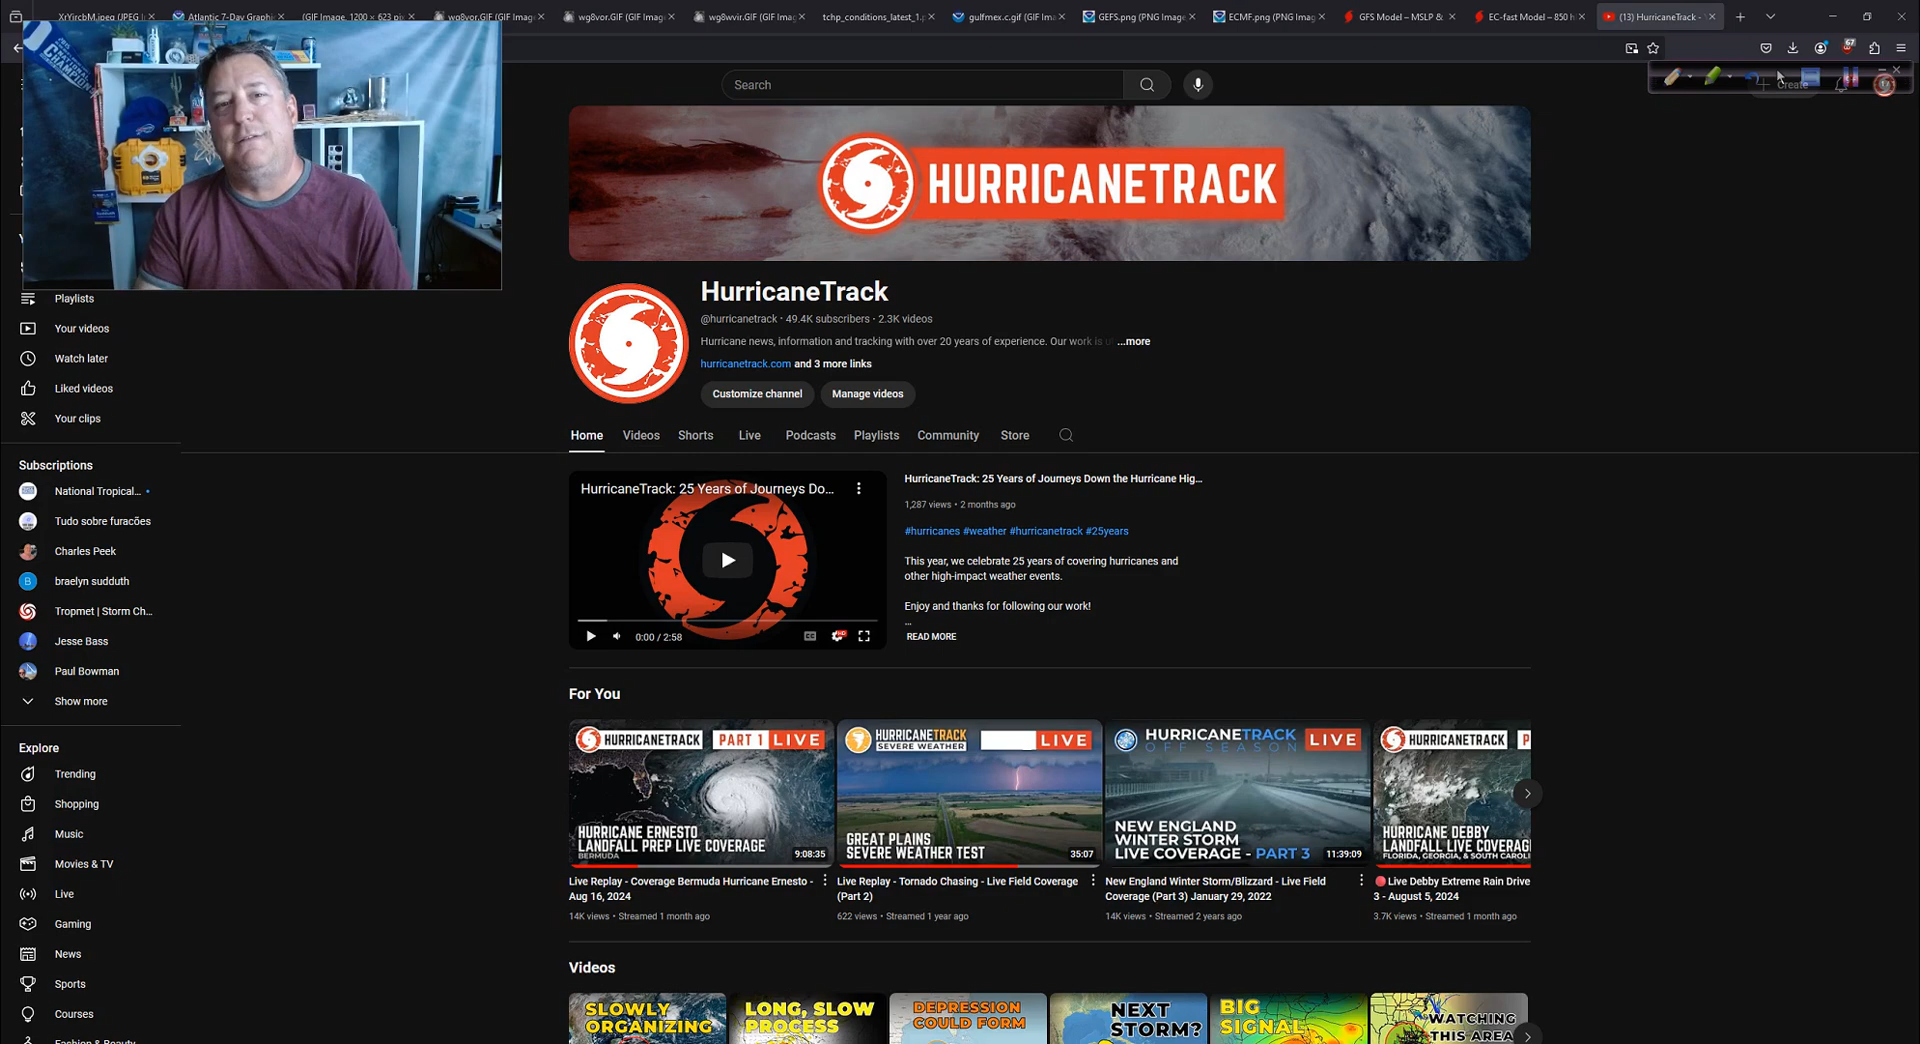 XrYircbM.jpeg (JPEG I
Atlantic 7-Day Graphi
(GIF Image, 1200 × 623 pix
wg8vor.GIF (GIF Imag
wg8vor.GIF (GIF Imag
wg8wvir.GIF (GIF Imag
tchp_conditions_latest_1.p
gulfmex.c.gif (GIF Im
GEFS.png (PNG Image
ECMF.png (PNG Imag
GFS Model – MSLP &
EC-fast Model – 850 h
(13) HurricaneTrack -
67
Search
Create
HURRICANETRACK
HurricaneTrack
@hurricanetrack · 49.4K subscribers · 2.3K videos
Hurricane news, information and tracking with over 20 years of experience. Our work is ...more
hurricanetrack.com and 3 more links
Customize channel
Manage videos
Home
Videos
Shorts
Live
Podcasts
Playlists
Community
Store
Playlists
Your videos
Watch later
Liked videos
Your clips
Subscriptions
National Tropical...
Tudo sobre furacões
Charles Peek
B
braelyn sudduth
Tropmet | Storm Ch...
Jesse Bass
Paul Bowman
Show more
Explore
Trending
Shopping
Music
Movies & TV
Live
Gaming
News
Sports
Courses
Fashion & Beauty
HurricaneTrack: 25 Years of Journeys Do...
0:00 / 2:58
HurricaneTrack: 25 Years of Journeys Down the Hurricane Hig...
1,287 views · 2 months ago
#hurricanes #weather #hurricanetrack #25years
This year, we celebrate 25 years of covering hurricanes and
other high-impact weather events.
Enjoy and thanks for following our work!
...
READ MORE
For You
HURRICANETRACK PART 1 LIVE
HURRICANE ERNESTO
LANDFALL PREP LIVE COVERAGE
BERMUDA
9:08:35
Live Replay - Coverage Bermuda Hurricane Ernesto -
Aug 16, 2024
14K views · Streamed 1 month ago
HURRICANETRACK
SEVERE WEATHER
LIVE
GREAT PLAINS
SEVERE WEATHER TEST
35:07
Live Replay - Tornado Chasing - Live Field Coverage
(Part 2)
622 views · Streamed 1 year ago
HURRICANETRACK
OFF SEASON
LIVE
NEW ENGLAND
WINTER STORM
LIVE COVERAGE - PART 3
11:39:09
New England Winter Storm/Blizzard - Live Field
Coverage (Part 3) January 29, 2022
14K views · Streamed 2 years ago
HURRICANETRACK P
HURRICANE DEBBY
LANDFALL LIVE COVERAGE
FLORIDA, GEORGIA, & SOUTH CAROLI
Live Debby Extreme Rain Drive
3 - August 5, 2024
3.7K views · Streamed 1 month ago
Videos
SLOWLY
ORGANIZING
LONG, SLOW
PROCESS
DEPRESSION
COULD FORM
NEXT
STORM?
BIG
SIGNAL
WATCHING
THIS AREA